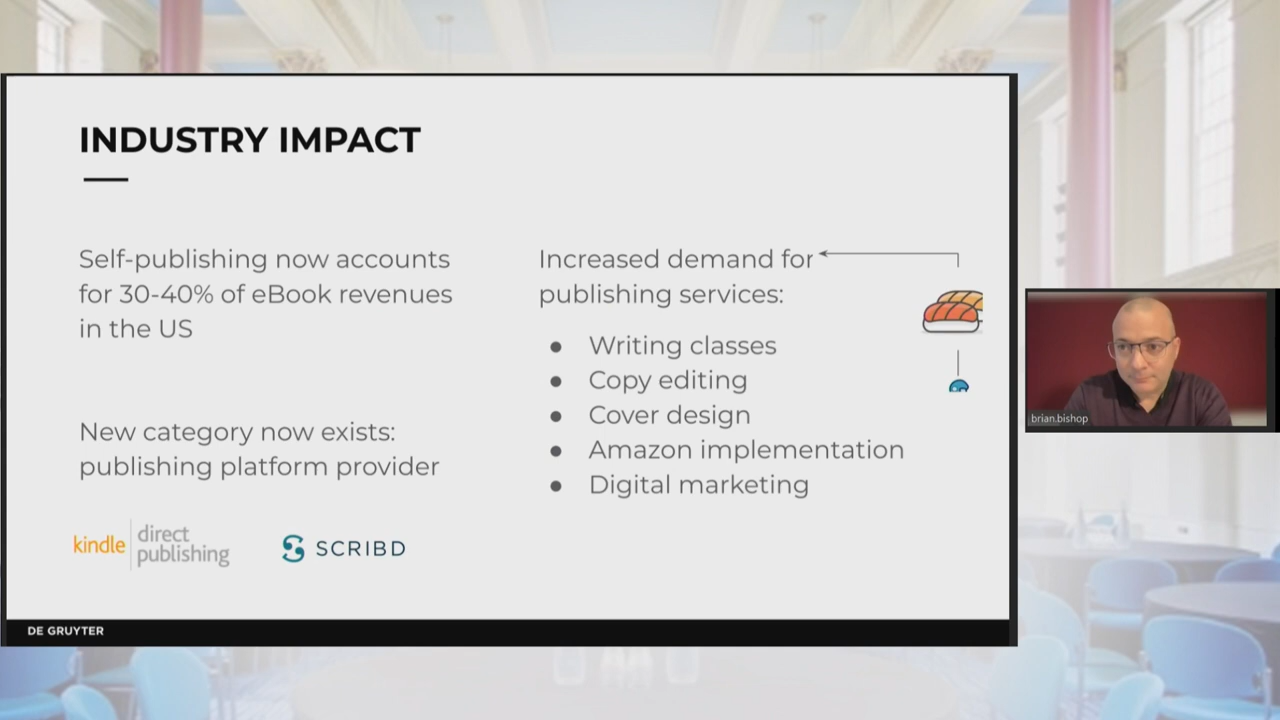 INDUSTRY IMPACT
Self-publishing now accounts
for 30-40% of eBook revenues
in the US
New category now exists:
publishing platform provider
kindle direct publishing
SCRIBD
Increased demand for
publishing services:
● Writing classes
● Copy editing
● Cover design
● Amazon implementation
● Digital marketing
DE GRUYTER
brian.bishop